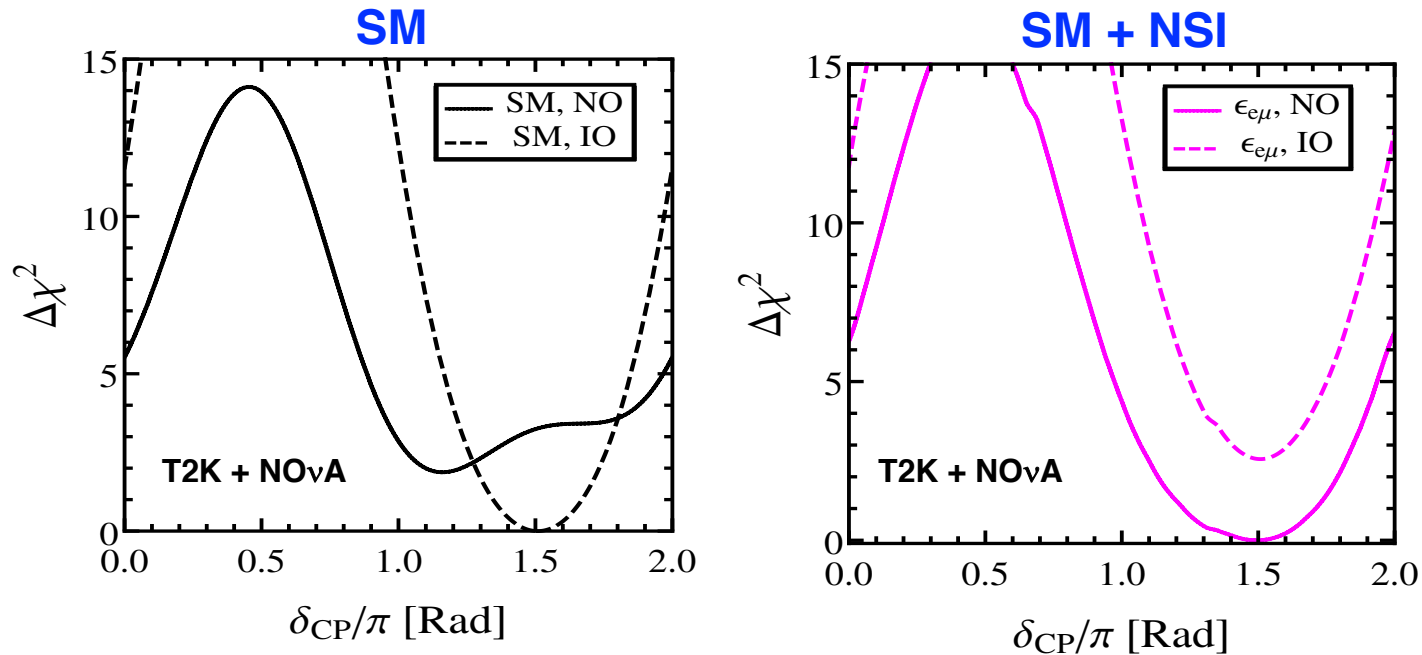 SM
15
10
5
0
Δχ²
SM, NO
SM, IO
T2K + NOνA
0.0 0.5 1.0 1.5 2.0
δCP/π [Rad]
SM + NSI
15
10
5
0
Δχ²
ϵeμ, NO
ϵeμ, IO
T2K + NOνA
0.0 0.5 1.0 1.5 2.0
δCP/π [Rad]